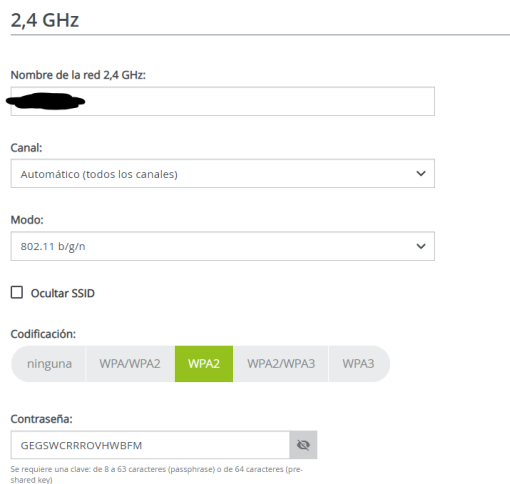 2,4 GHz
Nombre de la red 2,4 GHz:
Canal:
Automático (todos los canales)
Modo:
802.11 b/g/n
Ocultar SSID
Codificación:
ninguna WPA/WPA2 WPA2 WPA2/WPA3 WPA3
Contraseña:
GEGSWCRRROVHWBFM
Se requiere una clave: de 8 a 63 caracteres (passphrase) o de 64 caracteres (pre-
shared key)